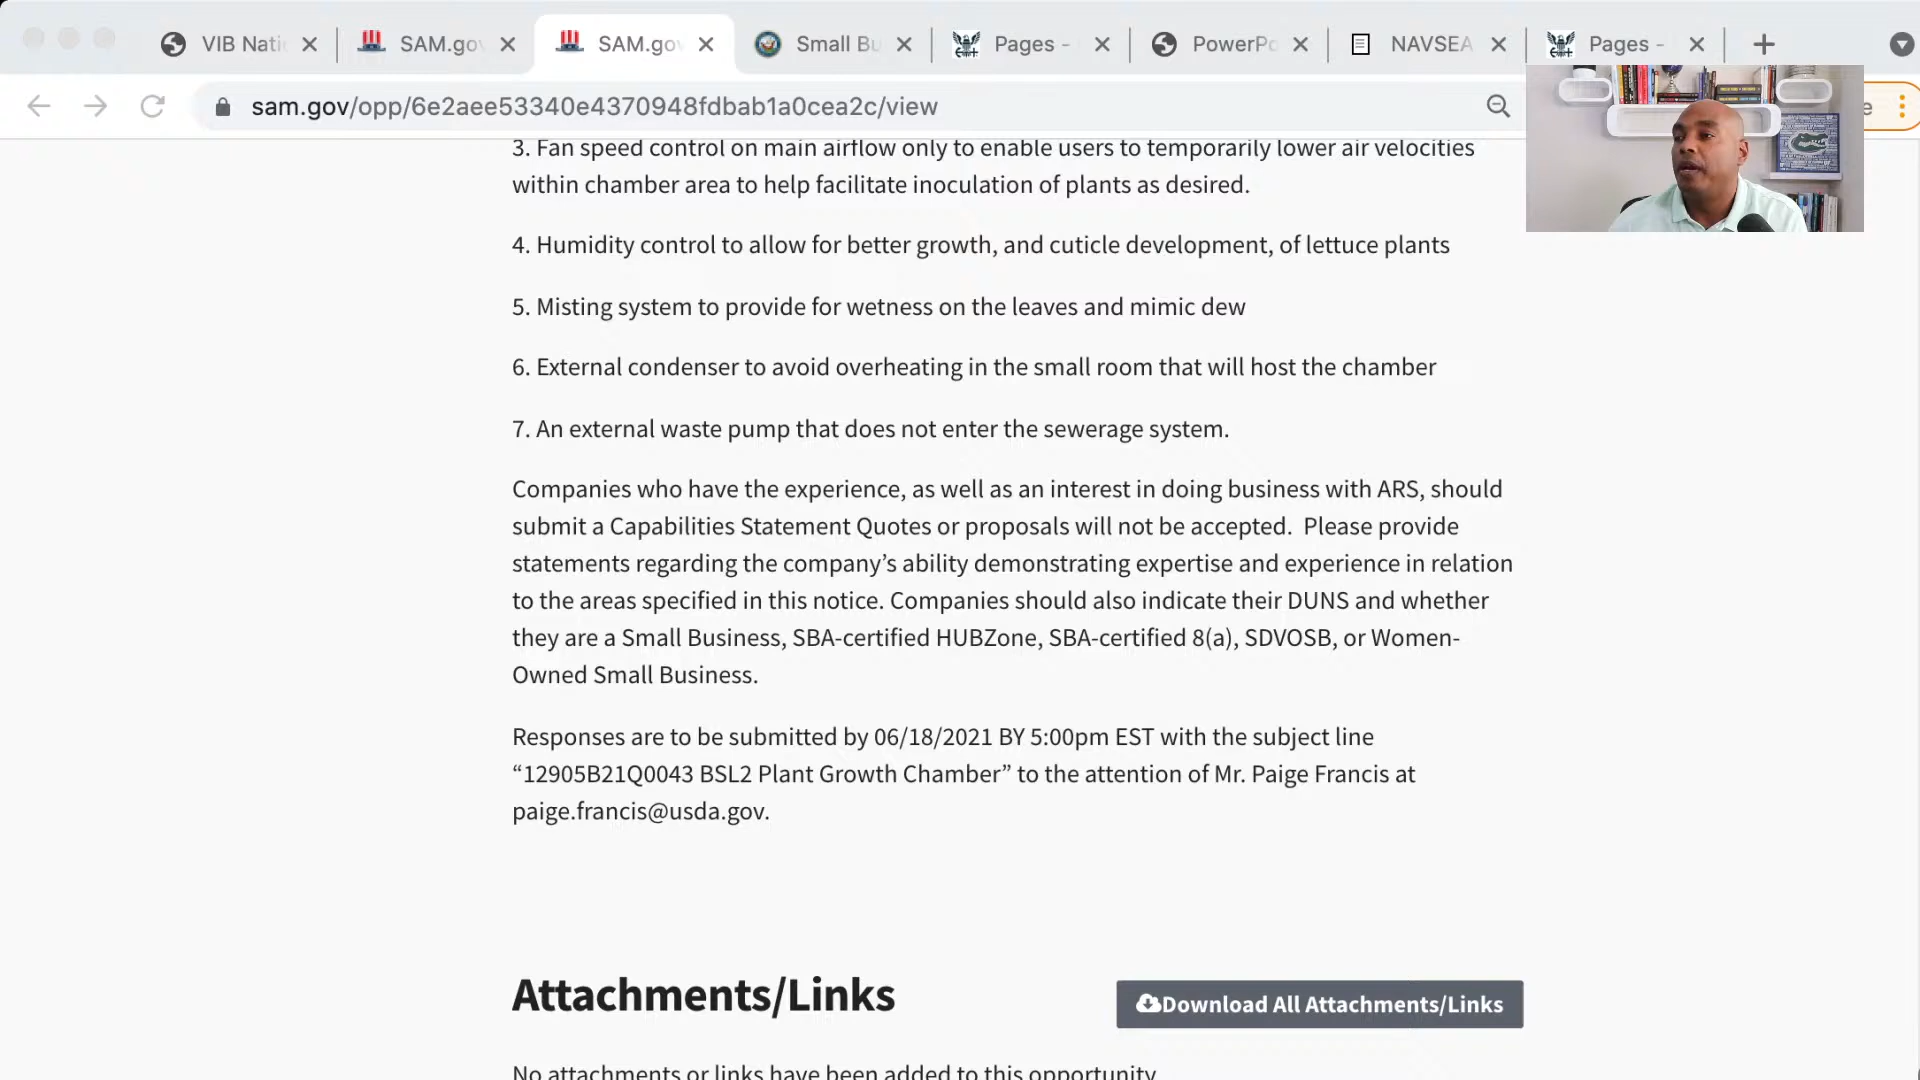 VIB Nati
SAM.go
SAM.go
Small Bu
Pages -
PowerPo
NAVSEA
Pages -
sam.gov/opp/6e2aee53340e4370948fdbab1a0cea2c/view
e
3. Fan speed control on main airflow only to enable users to temporarily lower air velocities
within chamber area to help facilitate inoculation of plants as desired.
4. Humidity control to allow for better growth, and cuticle development, of lettuce plants
5. Misting system to provide for wetness on the leaves and mimic dew
6. External condenser to avoid overheating in the small room that will host the chamber
7. An external waste pump that does not enter the sewerage system.
Companies who have the experience, as well as an interest in doing business with ARS, should
submit a Capabilities Statement Quotes or proposals will not be accepted.  Please provide
statements regarding the company’s ability demonstrating expertise and experience in relation
to the areas specified in this notice. Companies should also indicate their DUNS and whether
they are a Small Business, SBA-certified HUBZone, SBA-certified 8(a), SDVOSB, or Women-
Owned Small Business.
Responses are to be submitted by 06/18/2021 BY 5:00pm EST with the subject line
“12905B21Q0043 BSL2 Plant Growth Chamber” to the attention of Mr. Paige Francis at
paige.francis@usda.gov.
Attachments/Links
Download All Attachments/Links
No attachments or links have been added to this opportunity